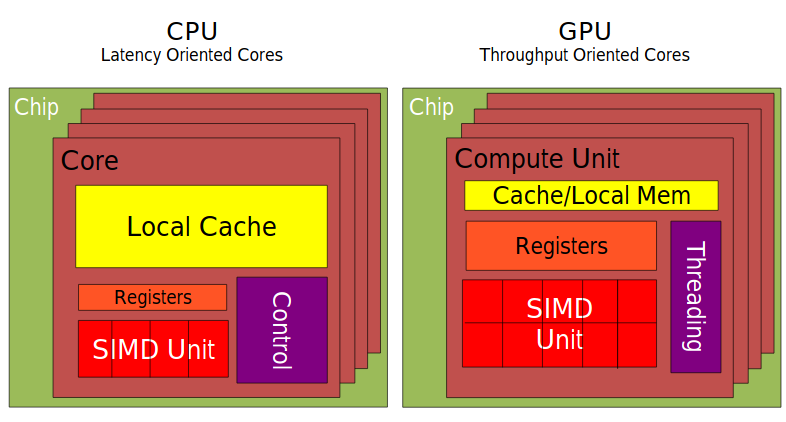 CPU
Latency Oriented Cores
Chip
Core
Local Cache
Registers
SIMD Unit
Control
GPU
Throughput Oriented Cores
Chip
Compute Unit
Cache/Local Mem
Registers
SIMD
Unit
Threading